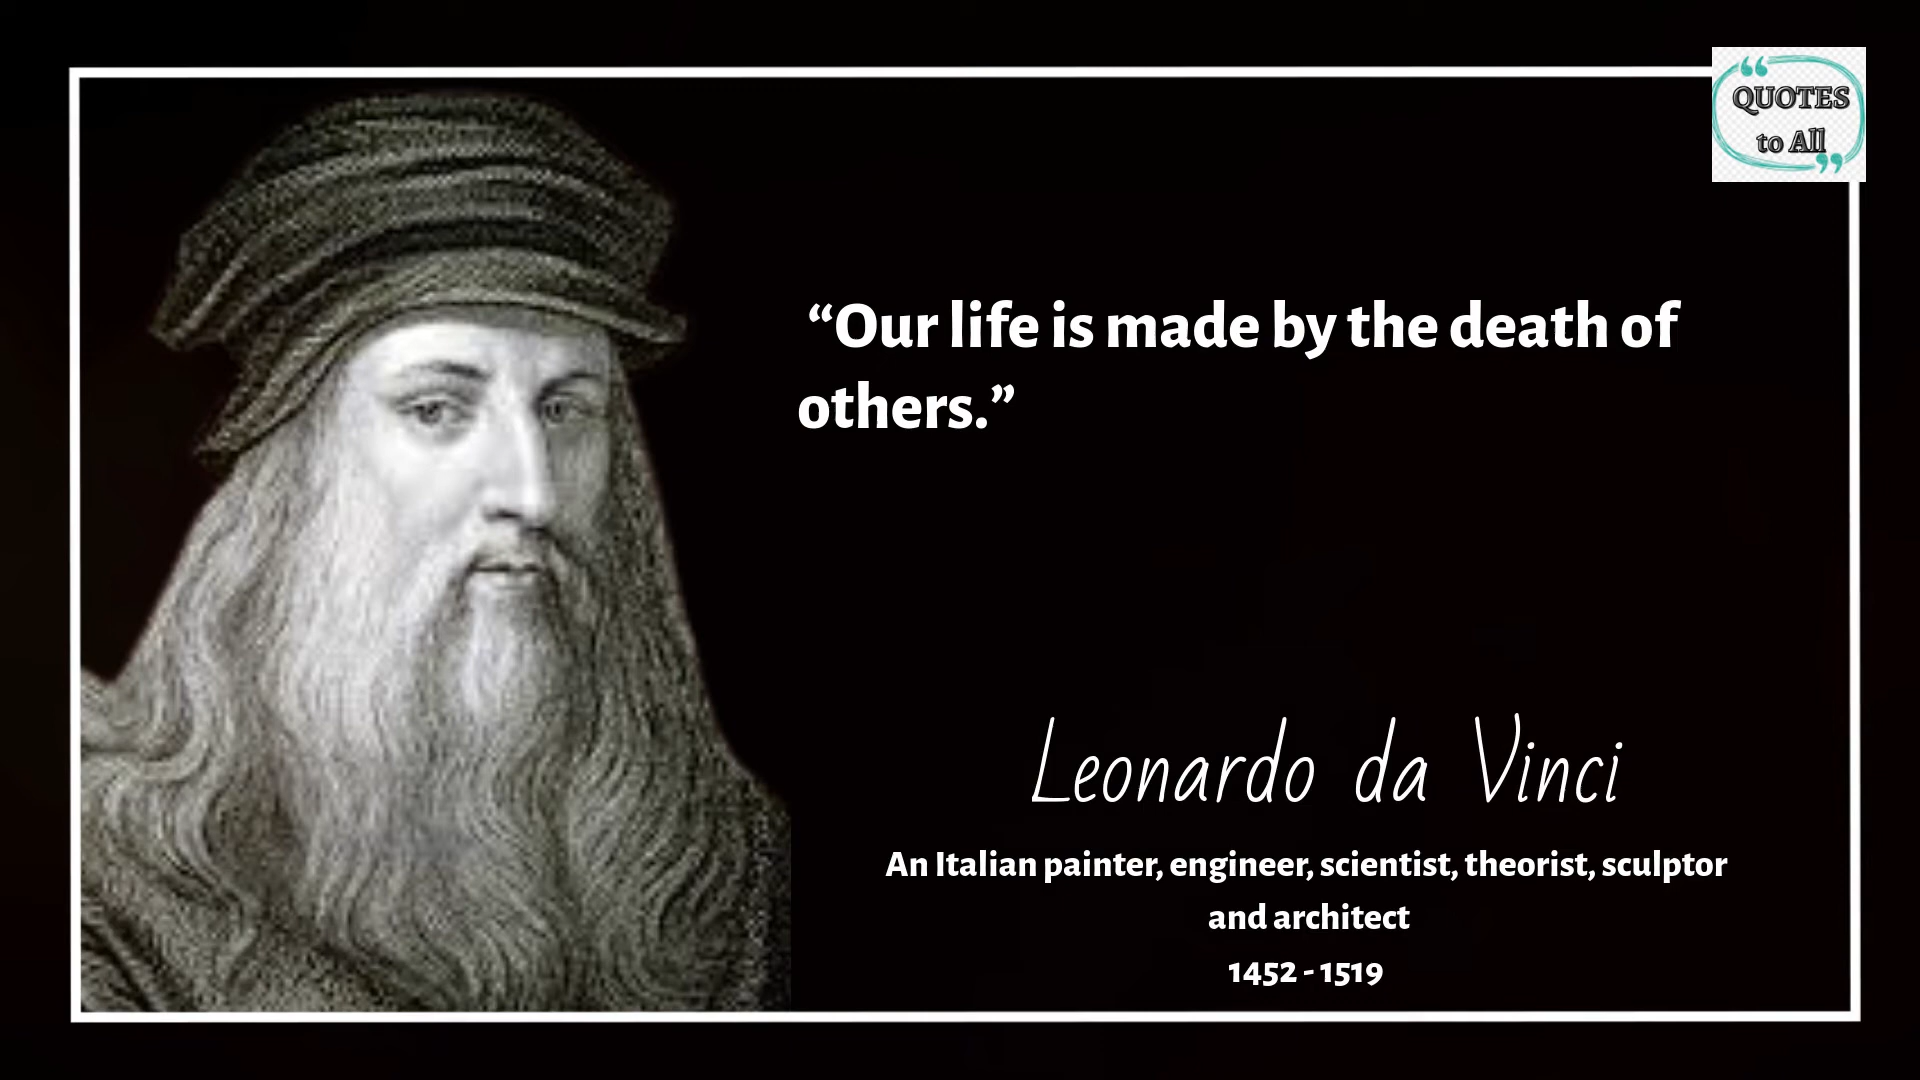 QUOTES
to All
“Our life is made by the death of
others.”
Leonardo da Vinci
An Italian painter, engineer, scientist, theorist, sculptor
and architect
1452 - 1519